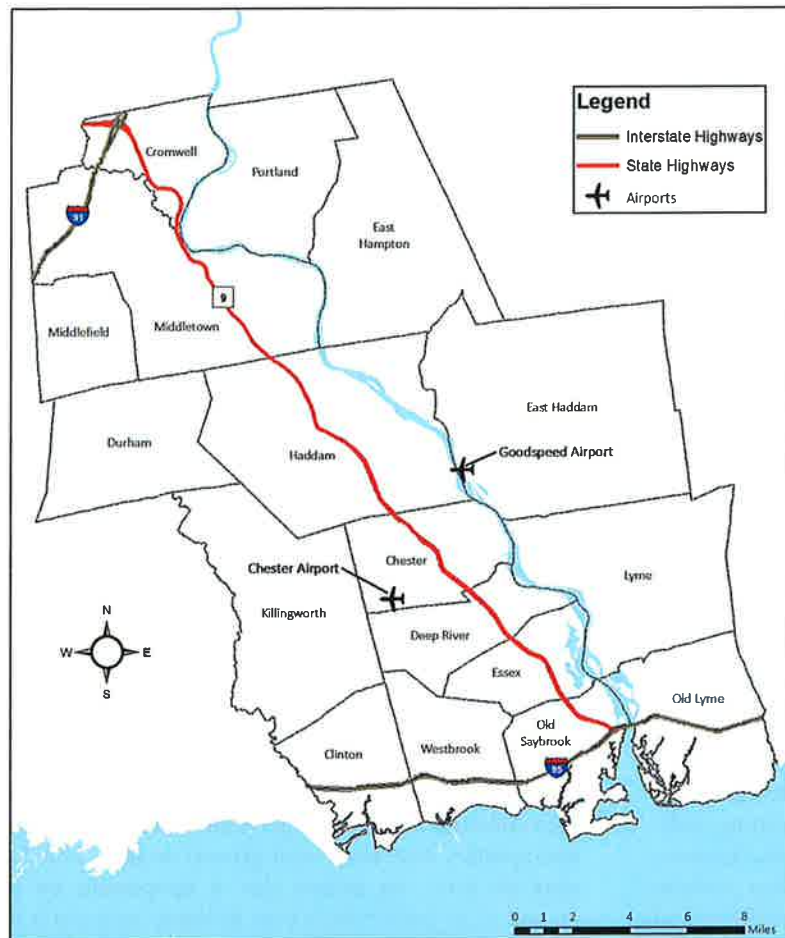 Legend
Interstate Highways
State Highways
Airports
Cromwell
Portland
91
East
Hampton
9
Middlefield
Middletown
East Haddam
Durham
Haddam
Goodspeed Airport
Chester
Chester Airport
Lyrne
Killingworth
N
W
E
S
Deep River
Essex
Old Lyme
Old
Saybrook
Clinton
Westbrook
95
0 1 2 4 6 8
Miles